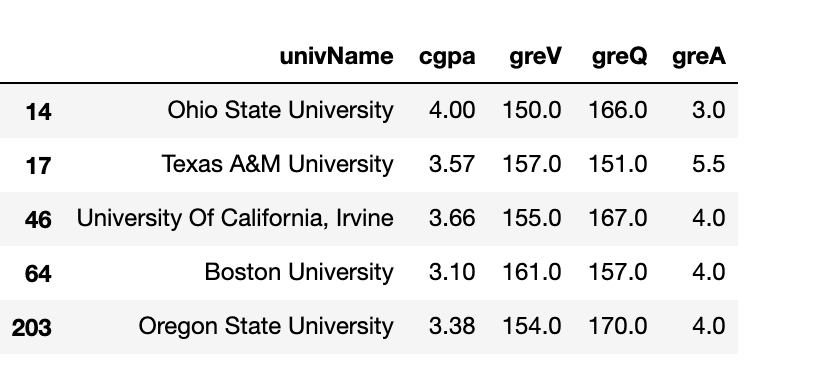 univName cgpa greV greQ greA
14 Ohio State University 4.00 150.0 166.0 3.0
17 Texas A&M University 3.57 157.0 151.0 5.5
46 University Of California, Irvine 3.66 155.0 167.0 4.0
64 Boston University 3.10 161.0 157.0 4.0
203 Oregon State University 3.38 154.0 170.0 4.0